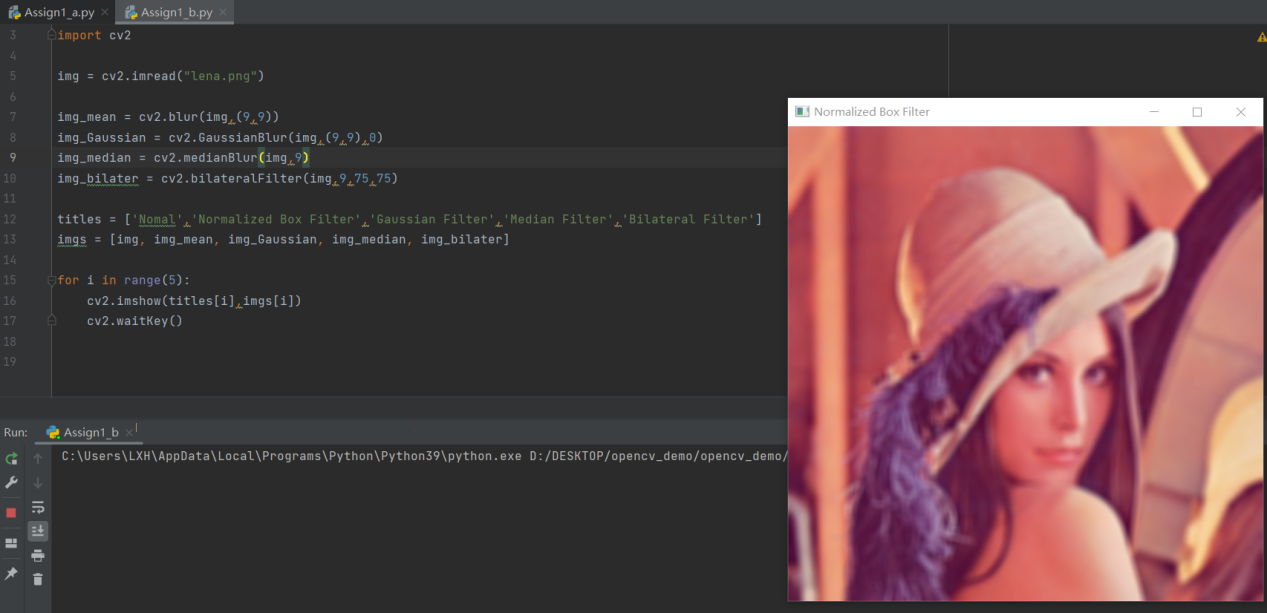 Assign1_a.py
Assign1_b.py
3 import cv2
4
5 img = cv2.imread("lena.png")
6
7 img_mean = cv2.blur(img,(9,9))
8 img_Gaussian = cv2.GaussianBlur(img,(9,9),0)
9 img_median = cv2.medianBlur(img,9)
10 img_bilater = cv2.bilateralFilter(img,9,75,75)
11
12 titles = ['Nomal','Normalized Box Filter','Gaussian Filter','Median Filter','Bilateral Filter']
13 imgs = [img, img_mean, img_Gaussian, img_median, img_bilater]
14
15 for i in range(5):
16 cv2.imshow(titles[i],imgs[i])
17 cv2.waitKey()
18
19
Normalized Box Filter
Run: Assign1_b
C:\Users\LXH\AppData\Local\Programs\Python\Python39\python.exe D:/DESKTOP/opencv_demo/opencv_demo/